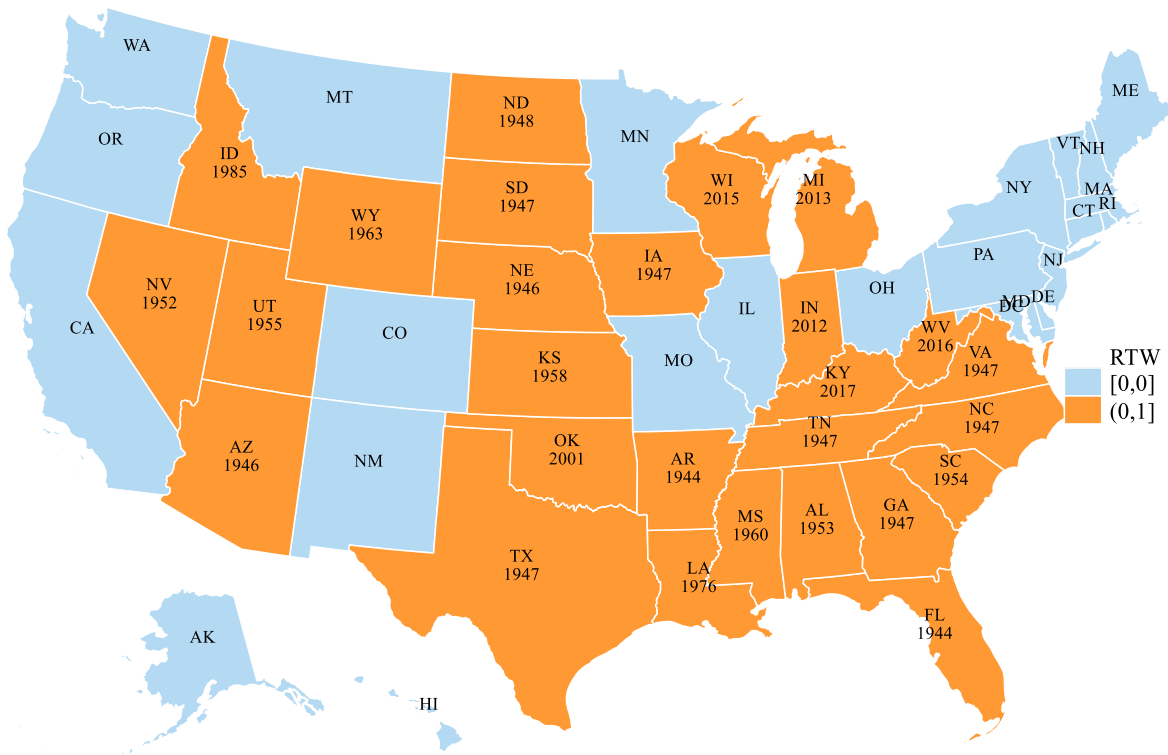 WA
MT
ND
1948
ME
OR
MN
VT
NH
ID
1985
SD
1947
WI
2015
MI
2013
NY
MA
RI
CT
WY
1963
NV
1952
NE
1946
IA
1947
PA
NJ
UT
1955
CA
CO
IL
IN
2012
OH
MD
DE
DC
WV
2016
VA
1947
KS
1958
MO
KY
2017
RTW
[0,0]
(0,1]
AZ
1946
NM
OK
2001
AR
1944
TN
1947
NC
1947
SC
1954
MS
1960
AL
1953
GA
1947
TX
1947
LA
1976
FL
1944
AK
HI